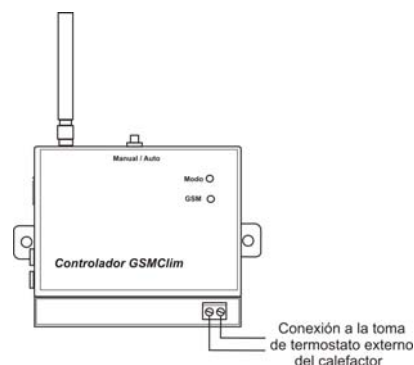 Manual / Auto
Modo
GSM
Controlador GSMClim
Conexión a la toma
de termostato externo
del calefactor